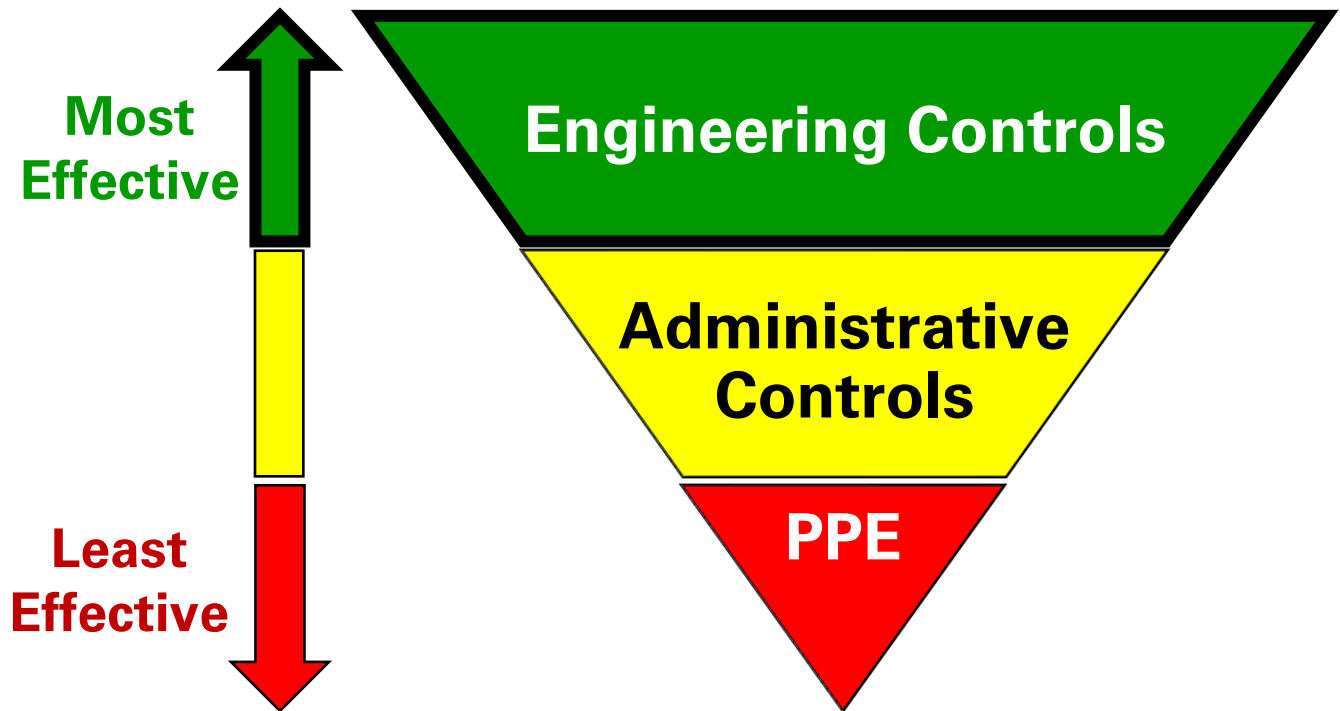 Most
Effective
Engineering Controls
Administrative
Controls
PPE
Least
Effective